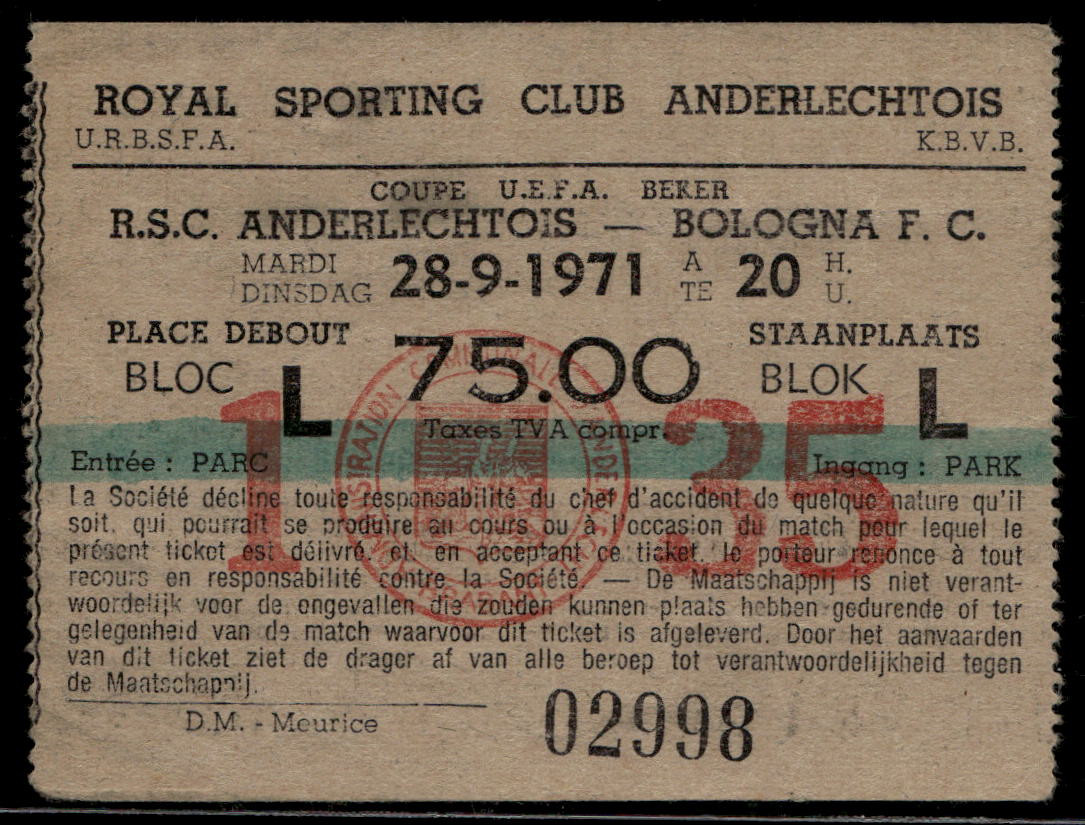 ROYAL SPORTING CLUB ANDERLECHTOIS
U.R.B.S.F.A. K.B.V.B.
COUPE U.E.F.A. BEKER
R.S.C. ANDERLECHTOIS — BOLOGNA F. C.
MARDI DINSDAG 28-9-1971 A TE 20 H. U.
PLACE DEBOUT 75.00 STAANPLAATS
BLOC L BLOK L
Taxes TVA compr.
1 35
Entrée : PARC Ingang : PARK
La Société décline toute responsabilité du chef d'accident de quelque nature qu'il
soit, qui pourrait se produire au cours ou à l'occasion du match pour lequel le
présent ticket est délivré, et, en acceptant ce ticket, le porteur renonce à tout
recours en responsabilité contre la Société. — De Maatschappij is niet verant-
woordelijk voor de ongevallen die zouden kunnen plaats hebben gedurende of ter
gelegenheid van de match waarvoor dit ticket is afgeleverd. Door het aanvaarden
van dit ticket ziet de drager af van alle beroep tot verantwoordelijkheid tegen
de Maatschappij.
D.M. - Meurice 02998